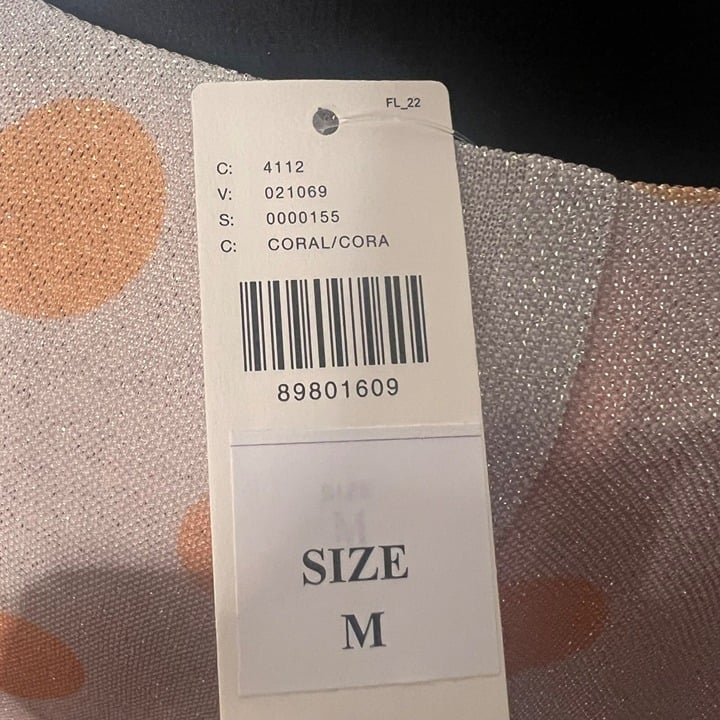 FL_22
C: 4112
V: 021069
S: 0000155
C: CORAL/CORA
89801609
SIZE
M